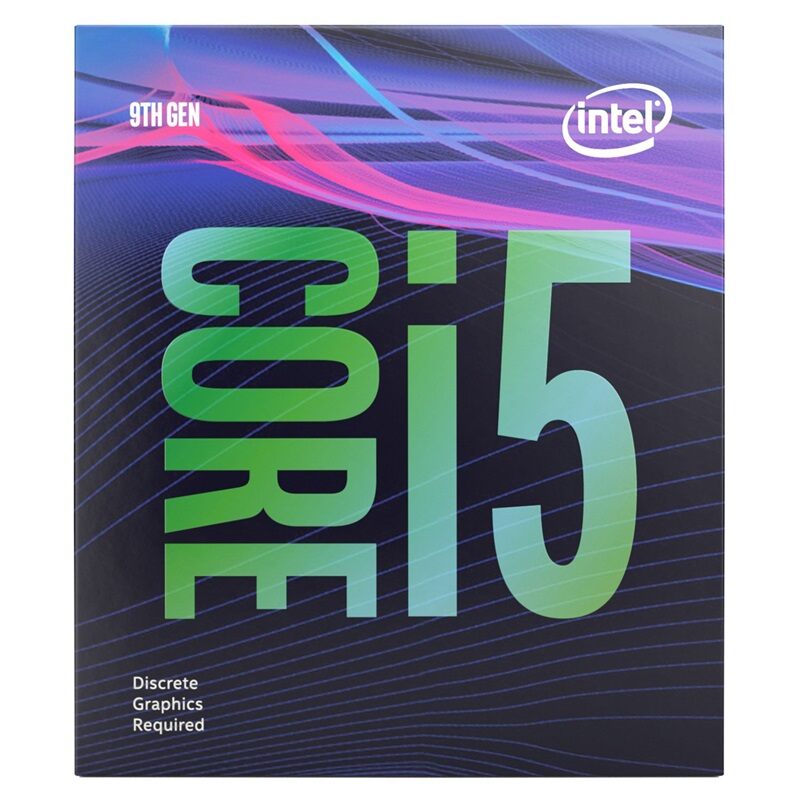 9TH GEN
intel
CORE i5
Discrete
Graphics
Required